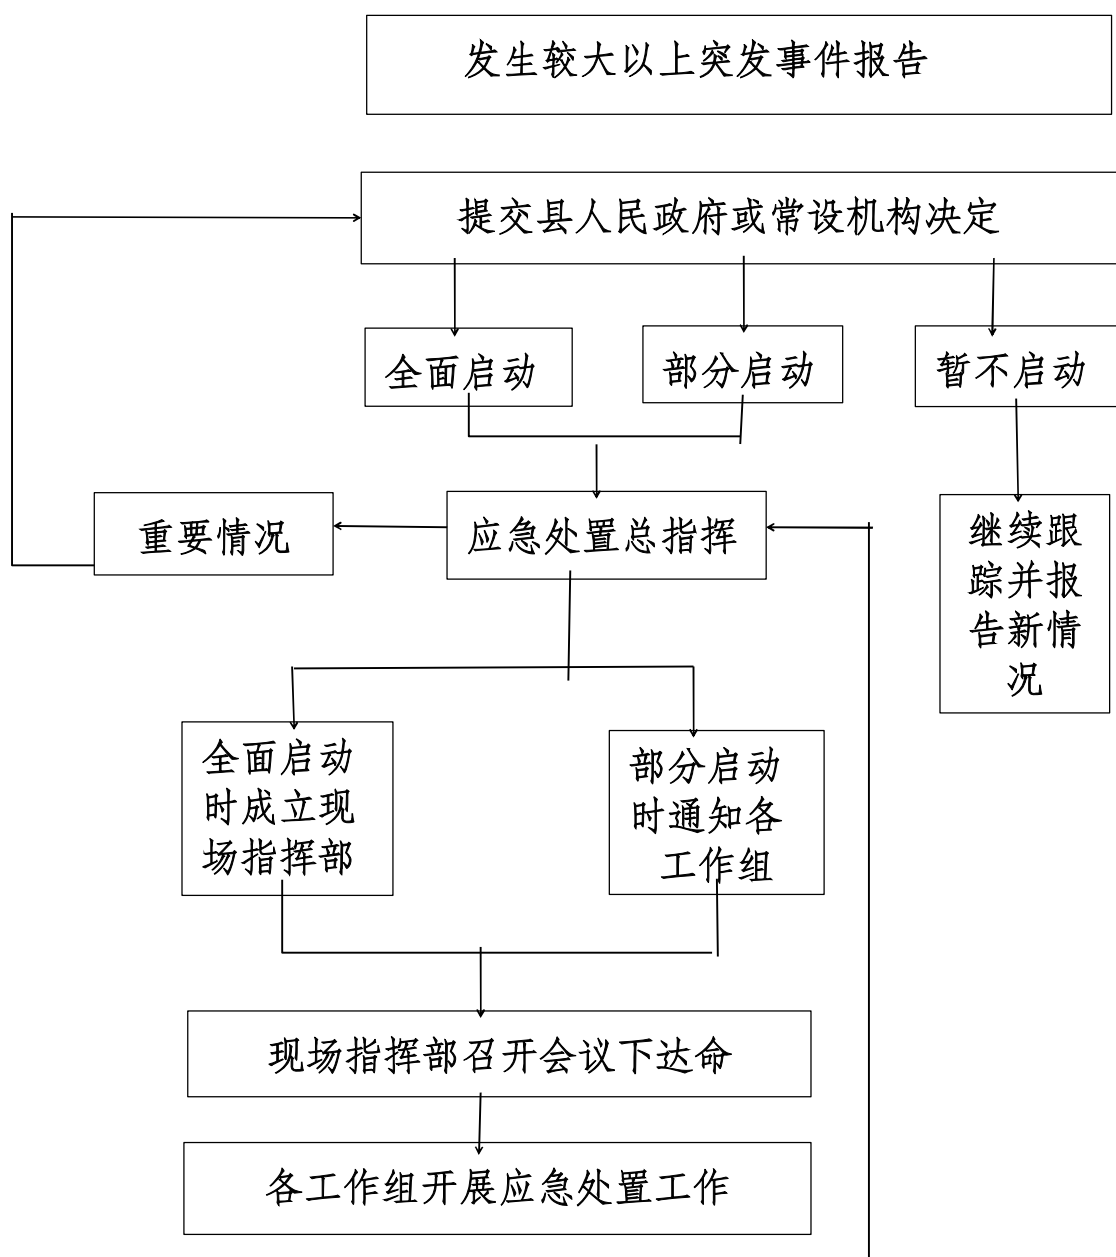 发生较大以上突发事件报告
提交县人民政府或常设机构决定
全面启动
部分启动
暂不启动
重要情况
应急处置总指挥
继续跟
踪并报
告新情
况
全面启动
时成立现
场指挥部
部分启动
时通知各
工作组
现场指挥部召开会议下达命
各工作组开展应急处置工作